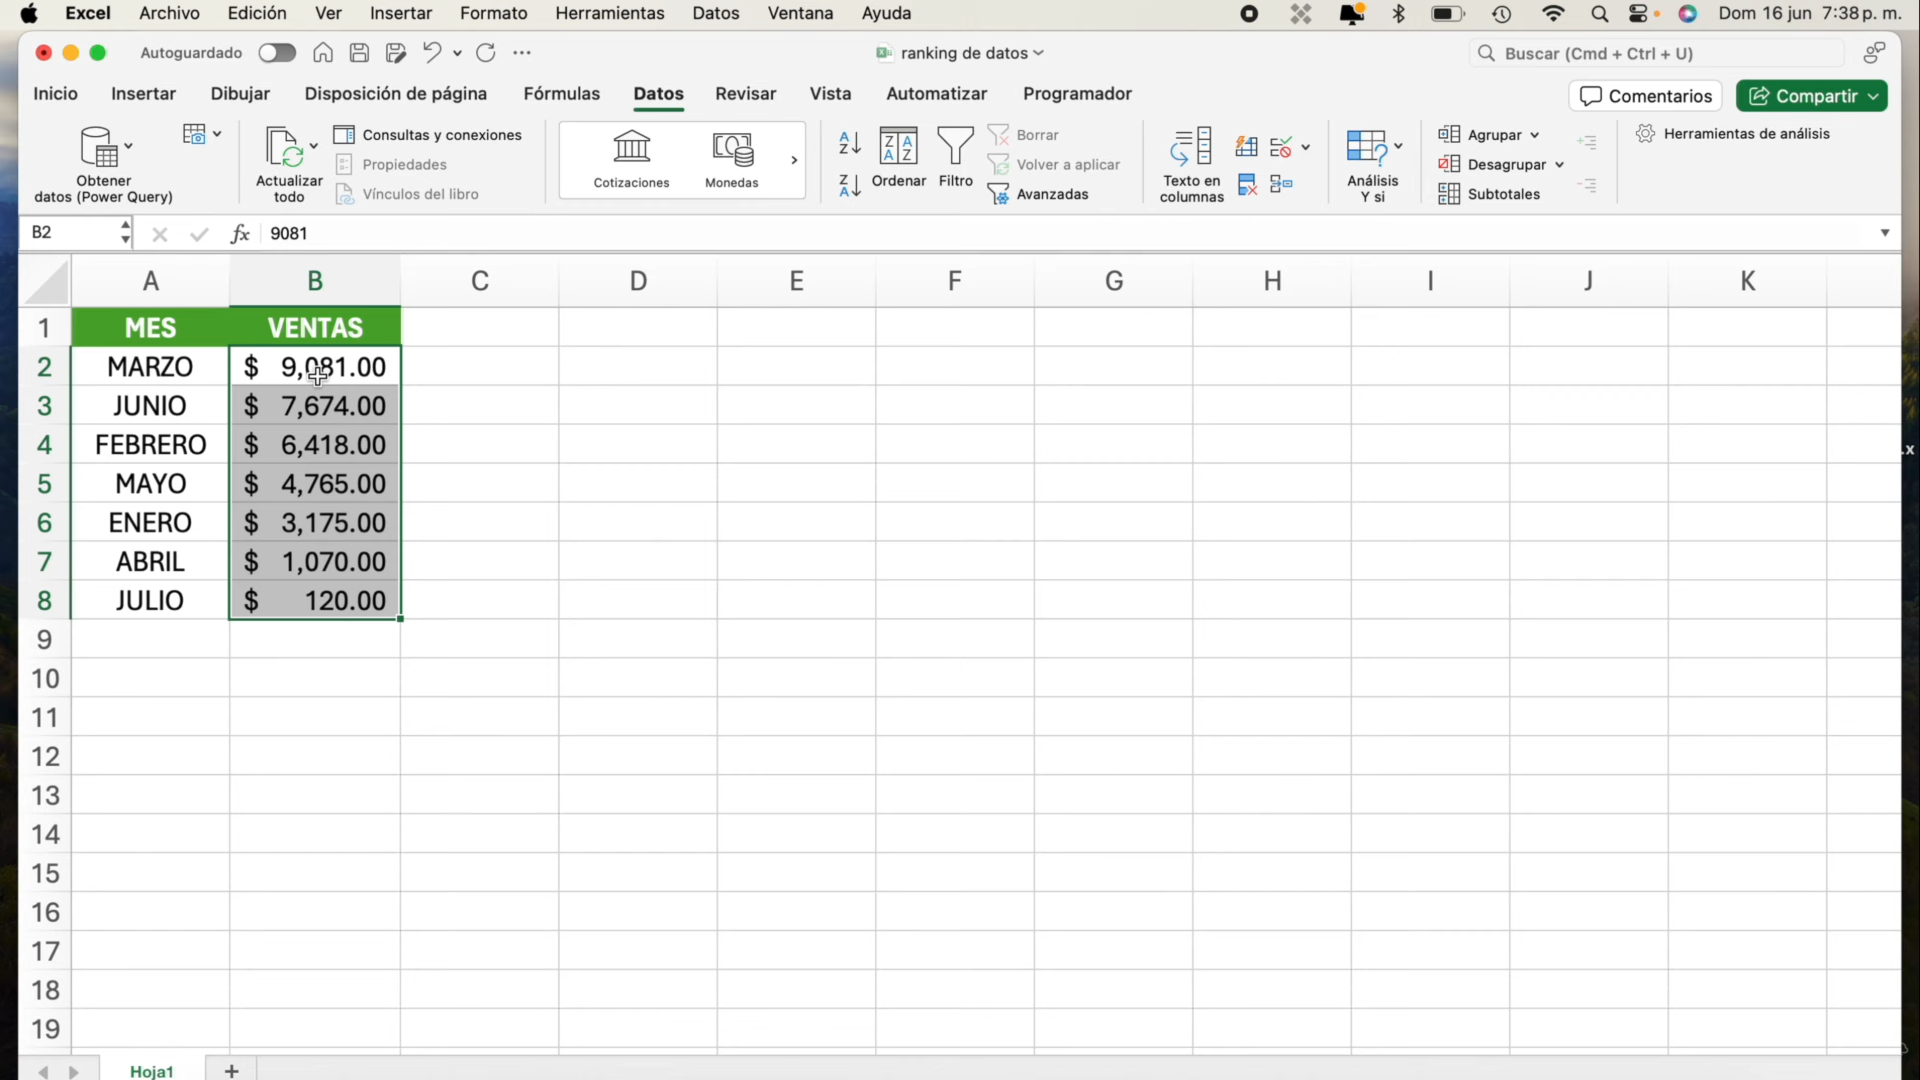 Excel Archivo Edición Ver Insertar Formato Herramientas Datos Ventana Ayuda Dom 16 jun 7:38 p. m.
Autoguardado ranking de datos Buscar (Cmd + Ctrl + U)
Inicio Insertar Dibujar Disposición de página Fórmulas Datos Revisar Vista Automatizar Programador Comentarios Compartir
Obtener
datos (Power Query)
Actualizar
todo
Consultas y conexiones
Propiedades
Vínculos del libro
Cotizaciones Monedas
Ordenar Filtro
Borrar
Volver a aplicar
Avanzadas
Texto en
columnas
Análisis
Y si
Agrupar
Desagrupar
Subtotales
Herramientas de análisis
B2 fx 9081
A B C D E F G H I J K
1 MES VENTAS
2 MARZO $ 9,081.00
3 JUNIO $ 7,674.00
4 FEBRERO $ 6,418.00
5 MAYO $ 4,765.00
6 ENERO $ 3,175.00
7 ABRIL $ 1,070.00
8 JULIO $ 120.00
9
10
11
12
13
14
15
16
17
18
19
Hoja1 +